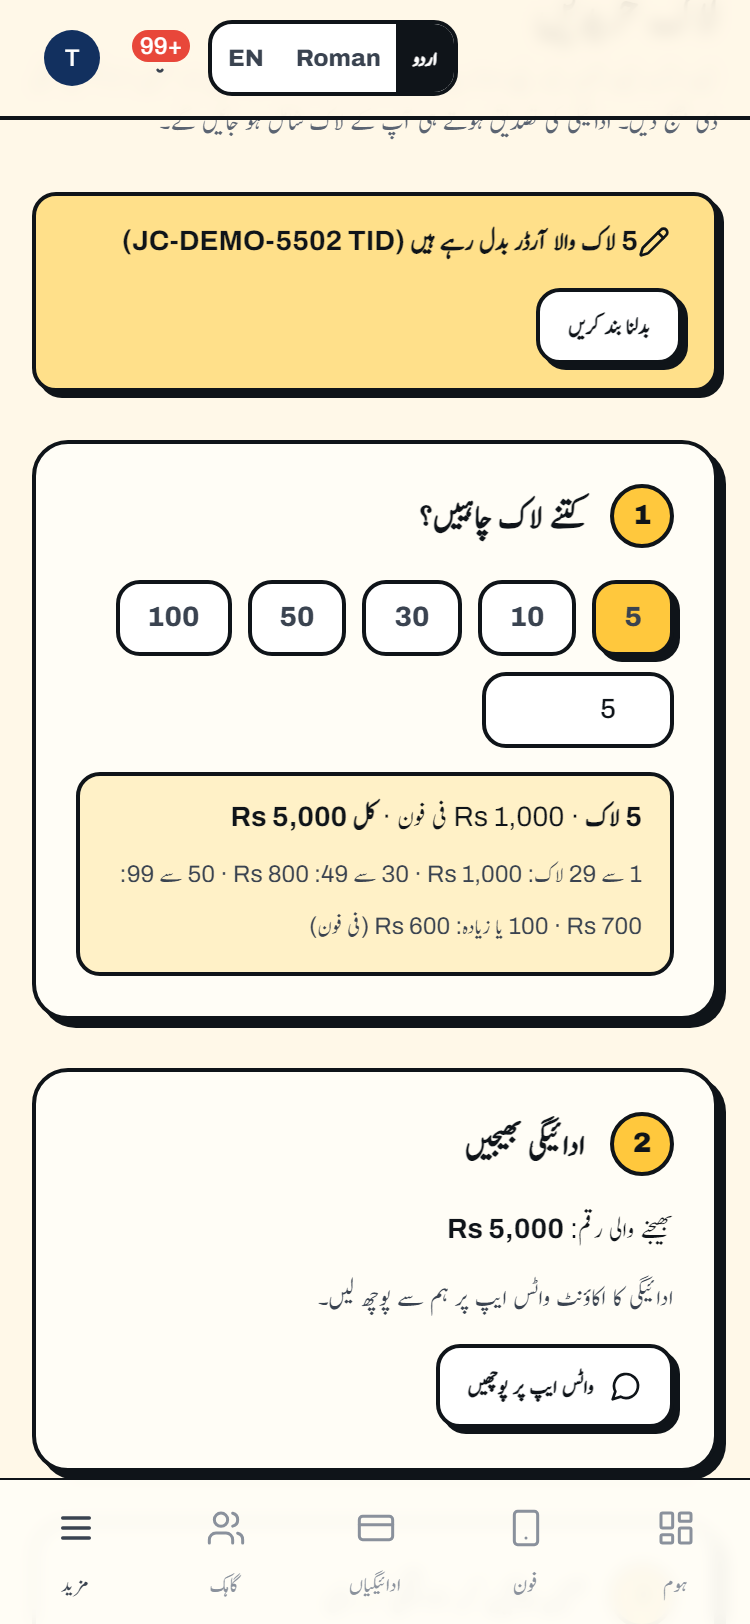 T
99+
EN Roman اردو
5 لاک والا آرڈر بدل رہے ہیں (JC-DEMO-5502 TID)
بدلنا بند کریں
1 کتنے لاک چاہییں؟
5 10 30 50 100
5
5 لاک · Rs 1,000 فی فون · کل Rs 5,000
1 سے 29 لاک: Rs 1,000 · 30 سے 49: Rs 800 · 50 سے 99:
Rs 700 · 100 یا زیادہ: Rs 600 (فی فون)
2 ادائیگی بھیجیں
بھیجنے والی رقم: Rs 5,000
ادائیگی کا اکاؤنٹ واٹس ایپ پر ہم سے پوچھ لیں۔
واٹس ایپ پر پوچھیں
ہوم فون ادائیگیاں گاہک مزید